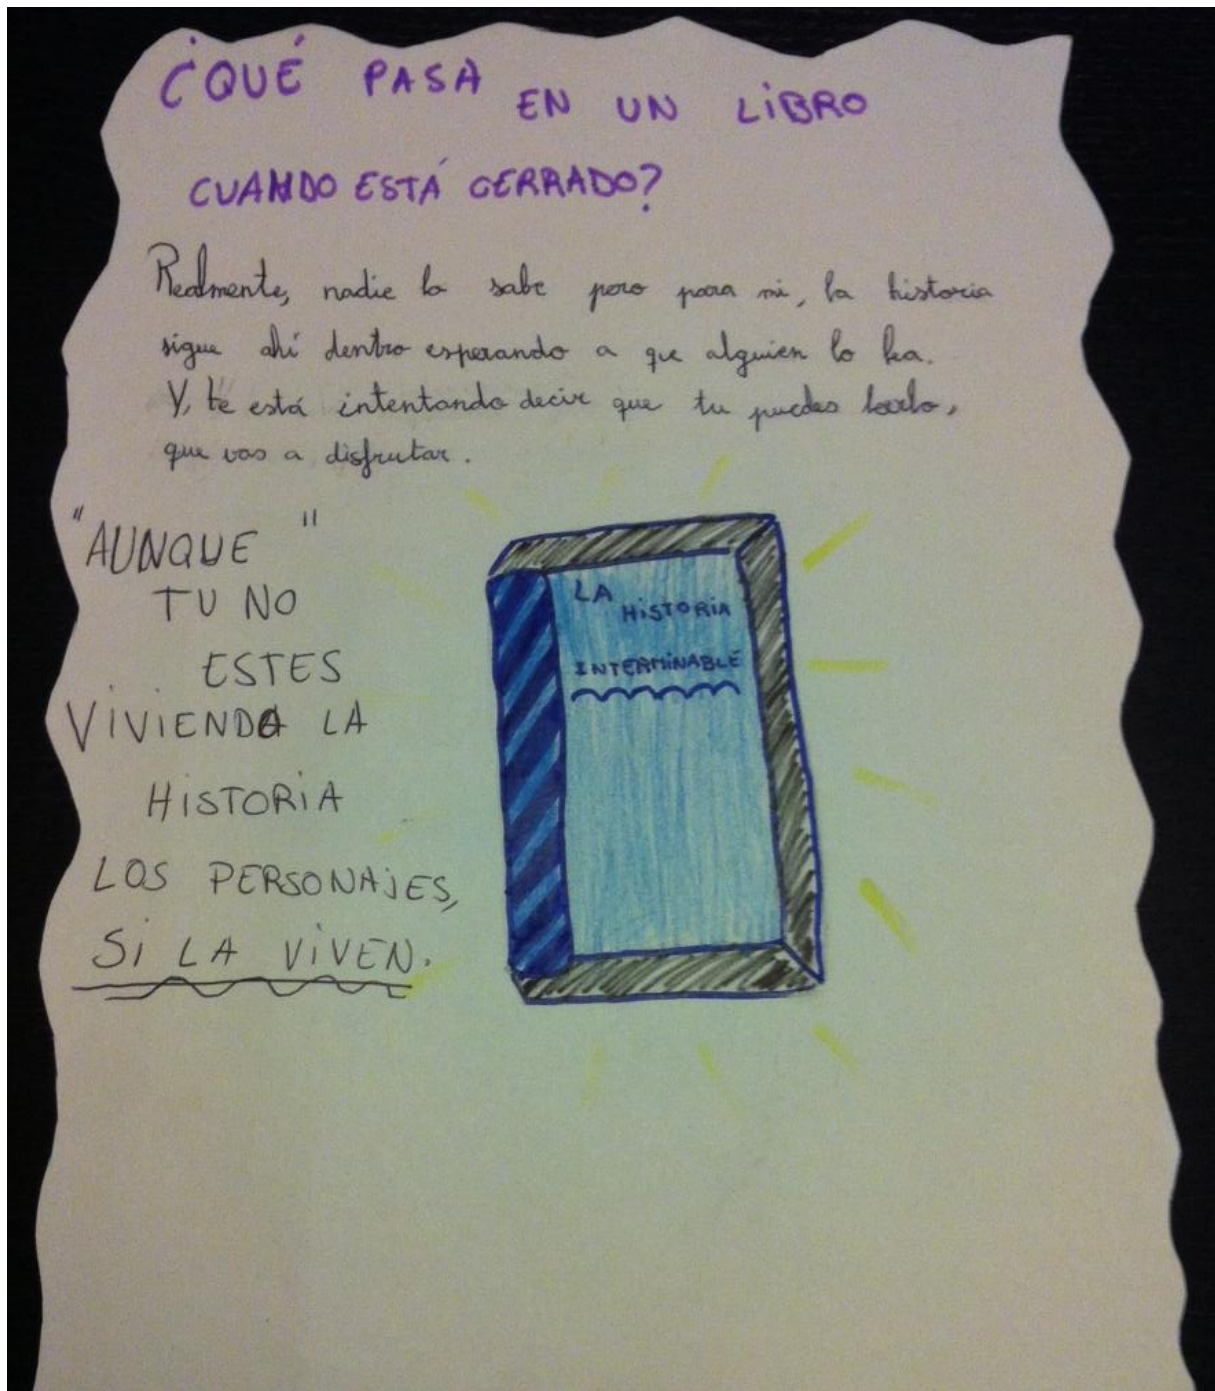 ¿QUÉ PASA EN UN LIBRO
CUANDO ESTÁ CERRADO?
Realmente, nadie lo sabe pero para mi, la historia
sigue ahí dentro esperando a que alguien lo lea.
Y, te está intentando decir que tu puedes leerlo,
que vas a disfrutar.
"AUNQUE"
TU NO
ESTES
VIVIENDO LA
HISTORIA
LOS PERSONAJES,
SI LA VIVEN.
LA
HISTORIA
INTERMINABLE